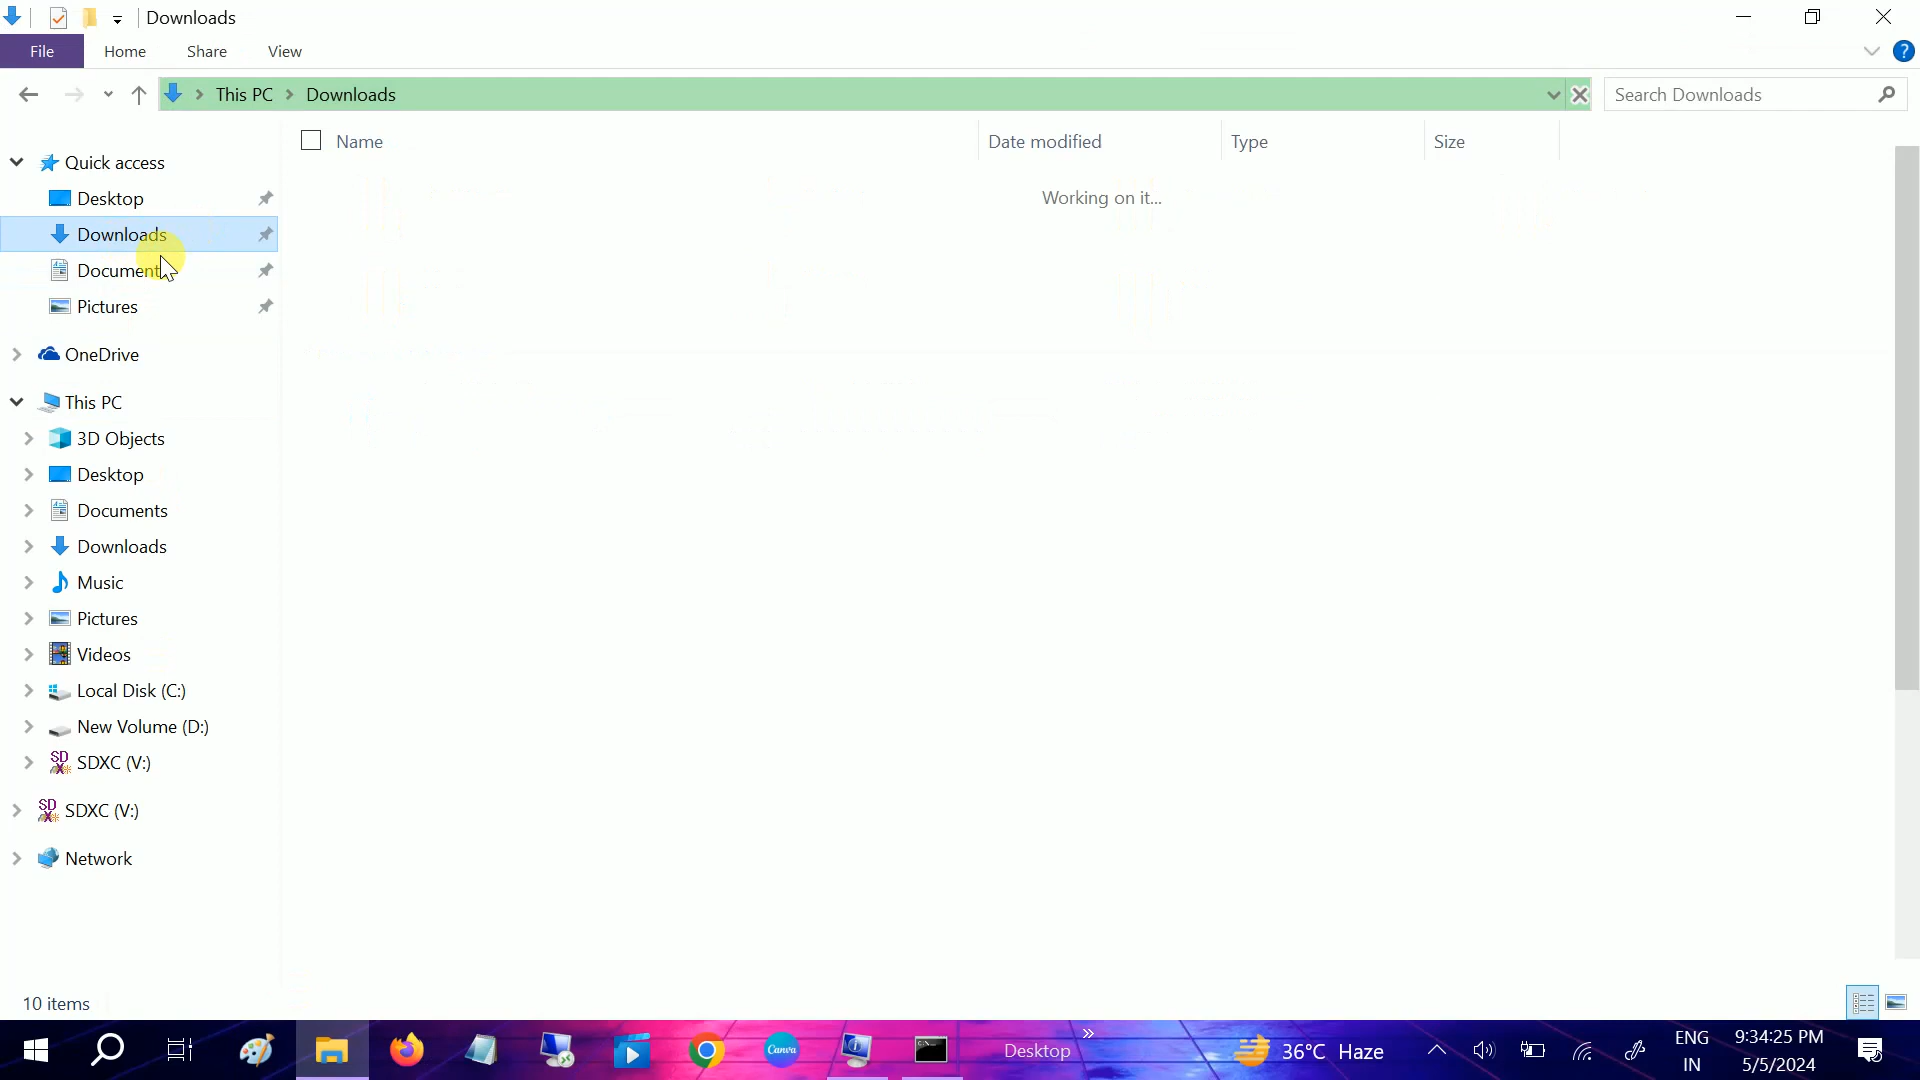 Downloads
File Home Share View
This PC Downloads Search Downloads
Name Date modified Type Size
Working on it...
Quick access
Desktop
Downloads
Document
Pictures
OneDrive
This PC
3D Objects
Desktop
Documents
Downloads
Music
Pictures
Videos
Local Disk (C:)
New Volume (D:)
SDXC (V:)
SDXC (V:)
Network
10 items
Canva
Desktop
36°C Haze
ENG
IN
9:34:25 PM
5/5/2024